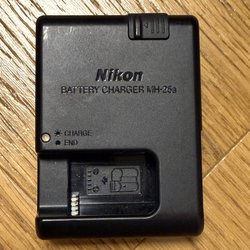 Nikon
BATTERY CHARGER MH-25a
CHARGE
END